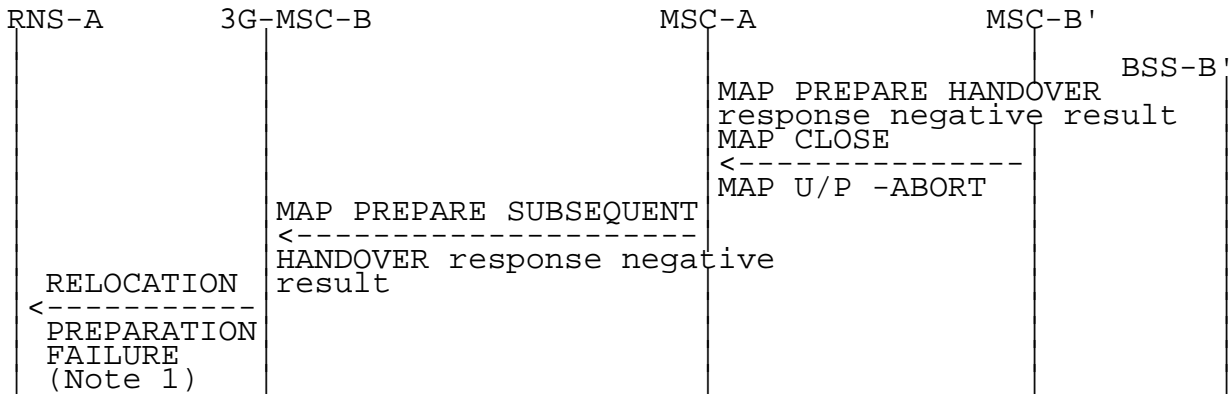 RNS-A 3G-MSC-B MSC-A MSC-B'
BSS-B'
MAP PREPARE HANDOVER
response negative result
MAP CLOSE
<---------------
MAP U/P -ABORT
MAP PREPARE SUBSEQUENT
<----------------------
HANDOVER response negative
result
RELOCATION
<-----------
PREPARATION
FAILURE
(Note 1)